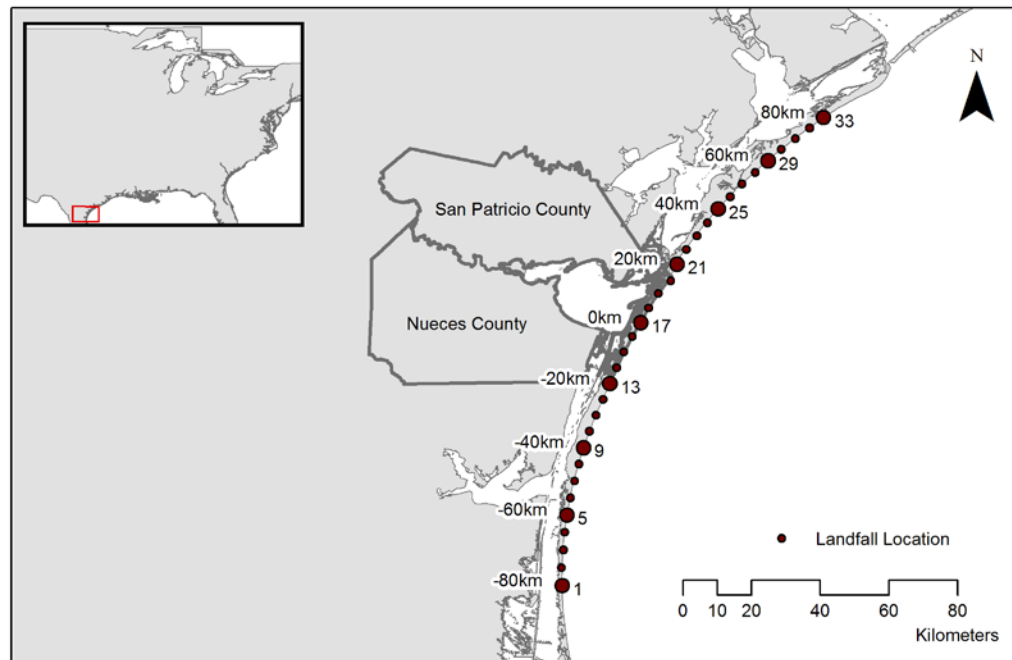 N
80km
33
60km
29
San Patricio County
40km
25
20km
21
Nueces County
0km
17
-20km
13
-40km
9
-60km
5
Landfall Location
-80km
1
0 10 20 40 60 80
Kilometers